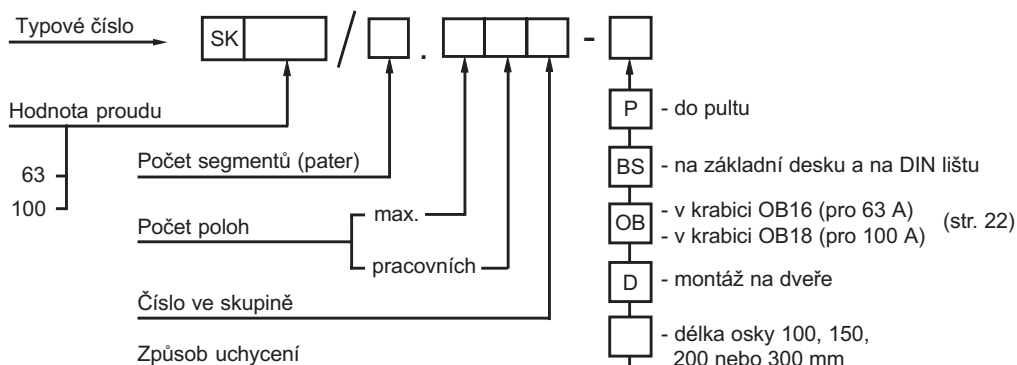 Typové číslo
SK / . -
Hodnota proudu
63
100
Počet segmentů (pater)
Počet poloh
max.
pracovních
Číslo ve skupině
Způsob uchycení
P - do pultu
BS - na základní desku a na DIN lištu
OB - v krabici OB16 (pro 63 A)
- v krabici OB18 (pro 100 A)
(str. 22)
D - montáž na dveře
- délka osky 100, 150,
200 nebo 300 mm